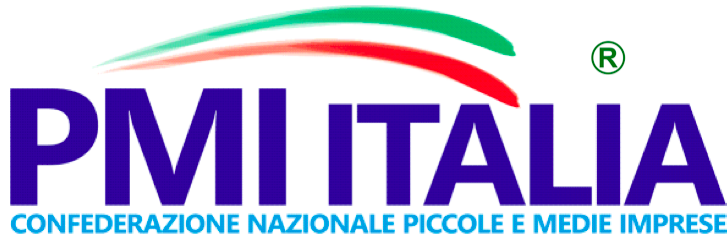 ®
PMI ITALIA
CONFEDERAZIONE NAZIONALE PICCOLE E MEDIE IMPRESE